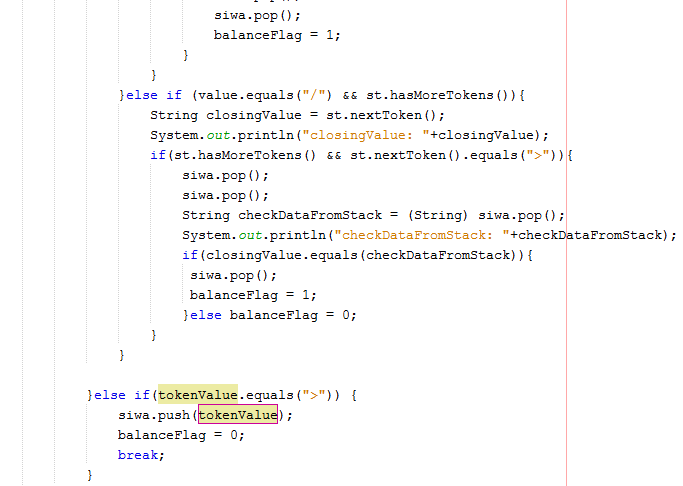 siwa.pop();
balanceFlag = 1;
}
}
}else if (value.equals("/") && st.hasMoreTokens()){
String closingValue = st.nextToken();
System.out.println("closingValue: "+closingValue);
if(st.hasMoreTokens() && st.nextToken().equals(">")){
siwa.pop();
siwa.pop();
String checkDataFromStack = (String) siwa.pop();
System.out.println("checkDataFromStack: "+checkDataFromStack);
if(closingValue.equals(checkDataFromStack)){
siwa.pop();
balanceFlag = 1;
}else balanceFlag = 0;
}
}
}else if(tokenValue.equals(">")) {
siwa.push(tokenValue);
balanceFlag = 0;
break;
}